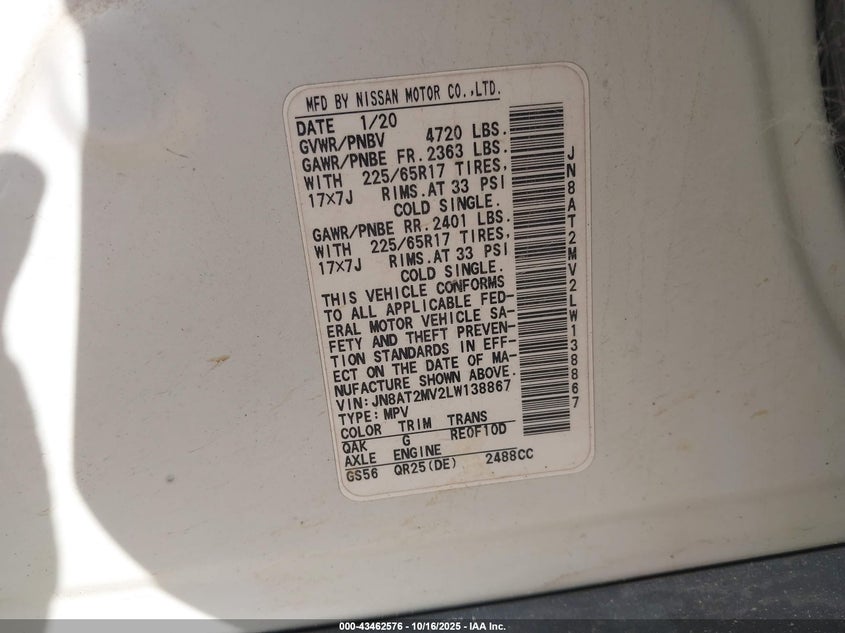 MFD BY NISSAN MOTOR CO.,LTD.
DATE 1/20
GVWR/PNBV 4720 LBS.
GAWR/PNBE FR. 2363 LBS.
WITH 225/65R17 TIRES,
17×7J RIMS.AT 33 PSI
COLD SINGLE.
GAWR/PNBE RR. 2401 LBS.
WITH 225/65R17 TIRES,
17×7J RIMS.AT 33 PSI
COLD SINGLE.
THIS VEHICLE CONFORMS
TO ALL APPLICABLE FED-
ERAL MOTOR VEHICLE SA-
FETY AND THEFT PREVEN-
TION STANDARDS IN EFF-
ECT ON THE DATE OF MA-
NUFACTURE SHOWN ABOVE.
VIN:JN8AT2MV2LW138867
TYPE:MPV
COLOR TRIM TRANS
QAK G RE0F10D
AXLE ENGINE
GS56 QR25(DE) 2488CC
JN8AT2MV2LW138867
000-43462576 - 10/16/2025 - IAA Inc.